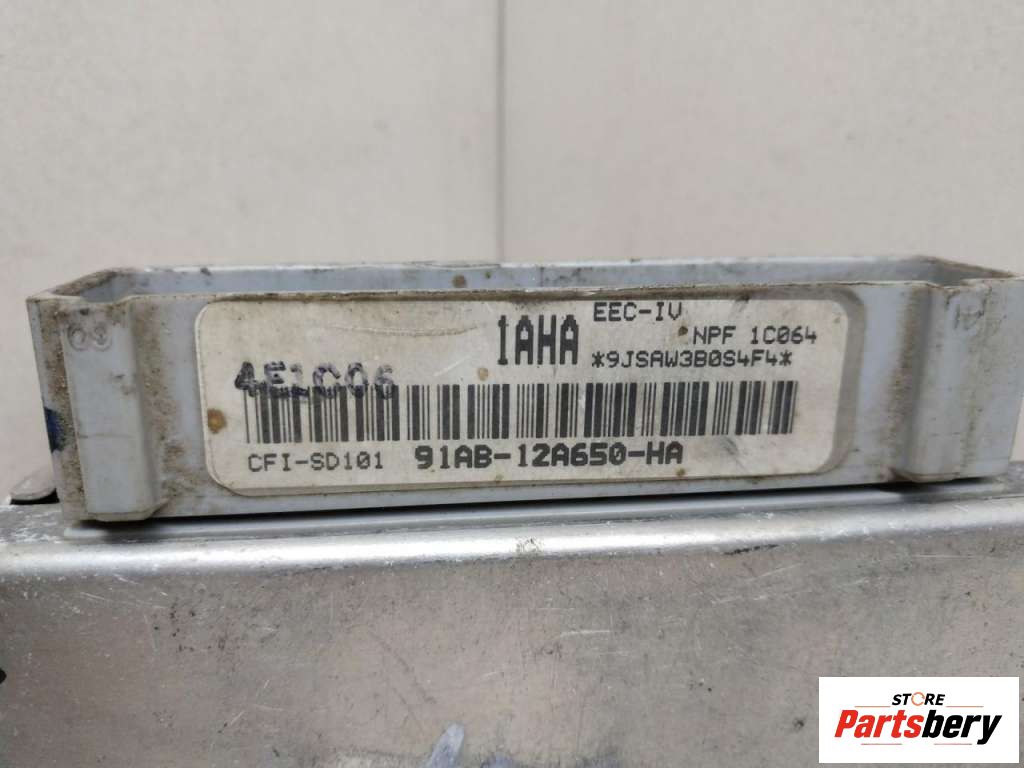 1AHA
EEC-IV
NPF 1C064
*9JSAW3B0S4F4*
4E1C06
CFI-SD101 91AB-12A650-HA
STORE
Partsbery